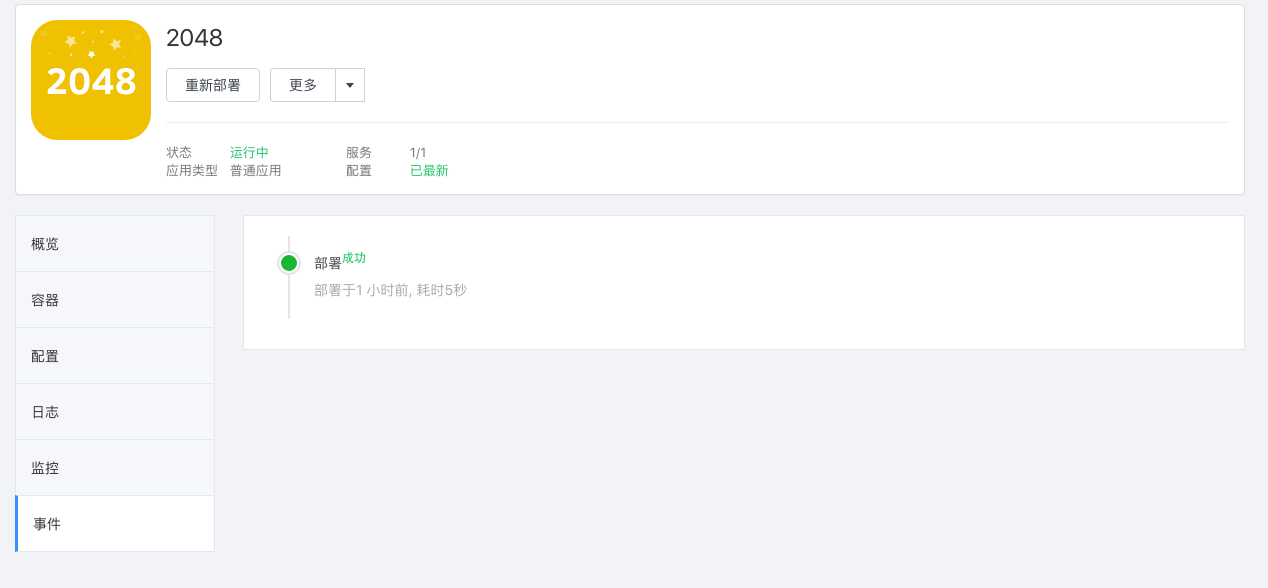 2048
2048
重新部署 更多
状态 运行中 服务 1/1
应用类型 普通应用 配置 已最新
概览
容器
配置
日志
监控
事件
部署成功
部署于1 小时前, 耗时5秒